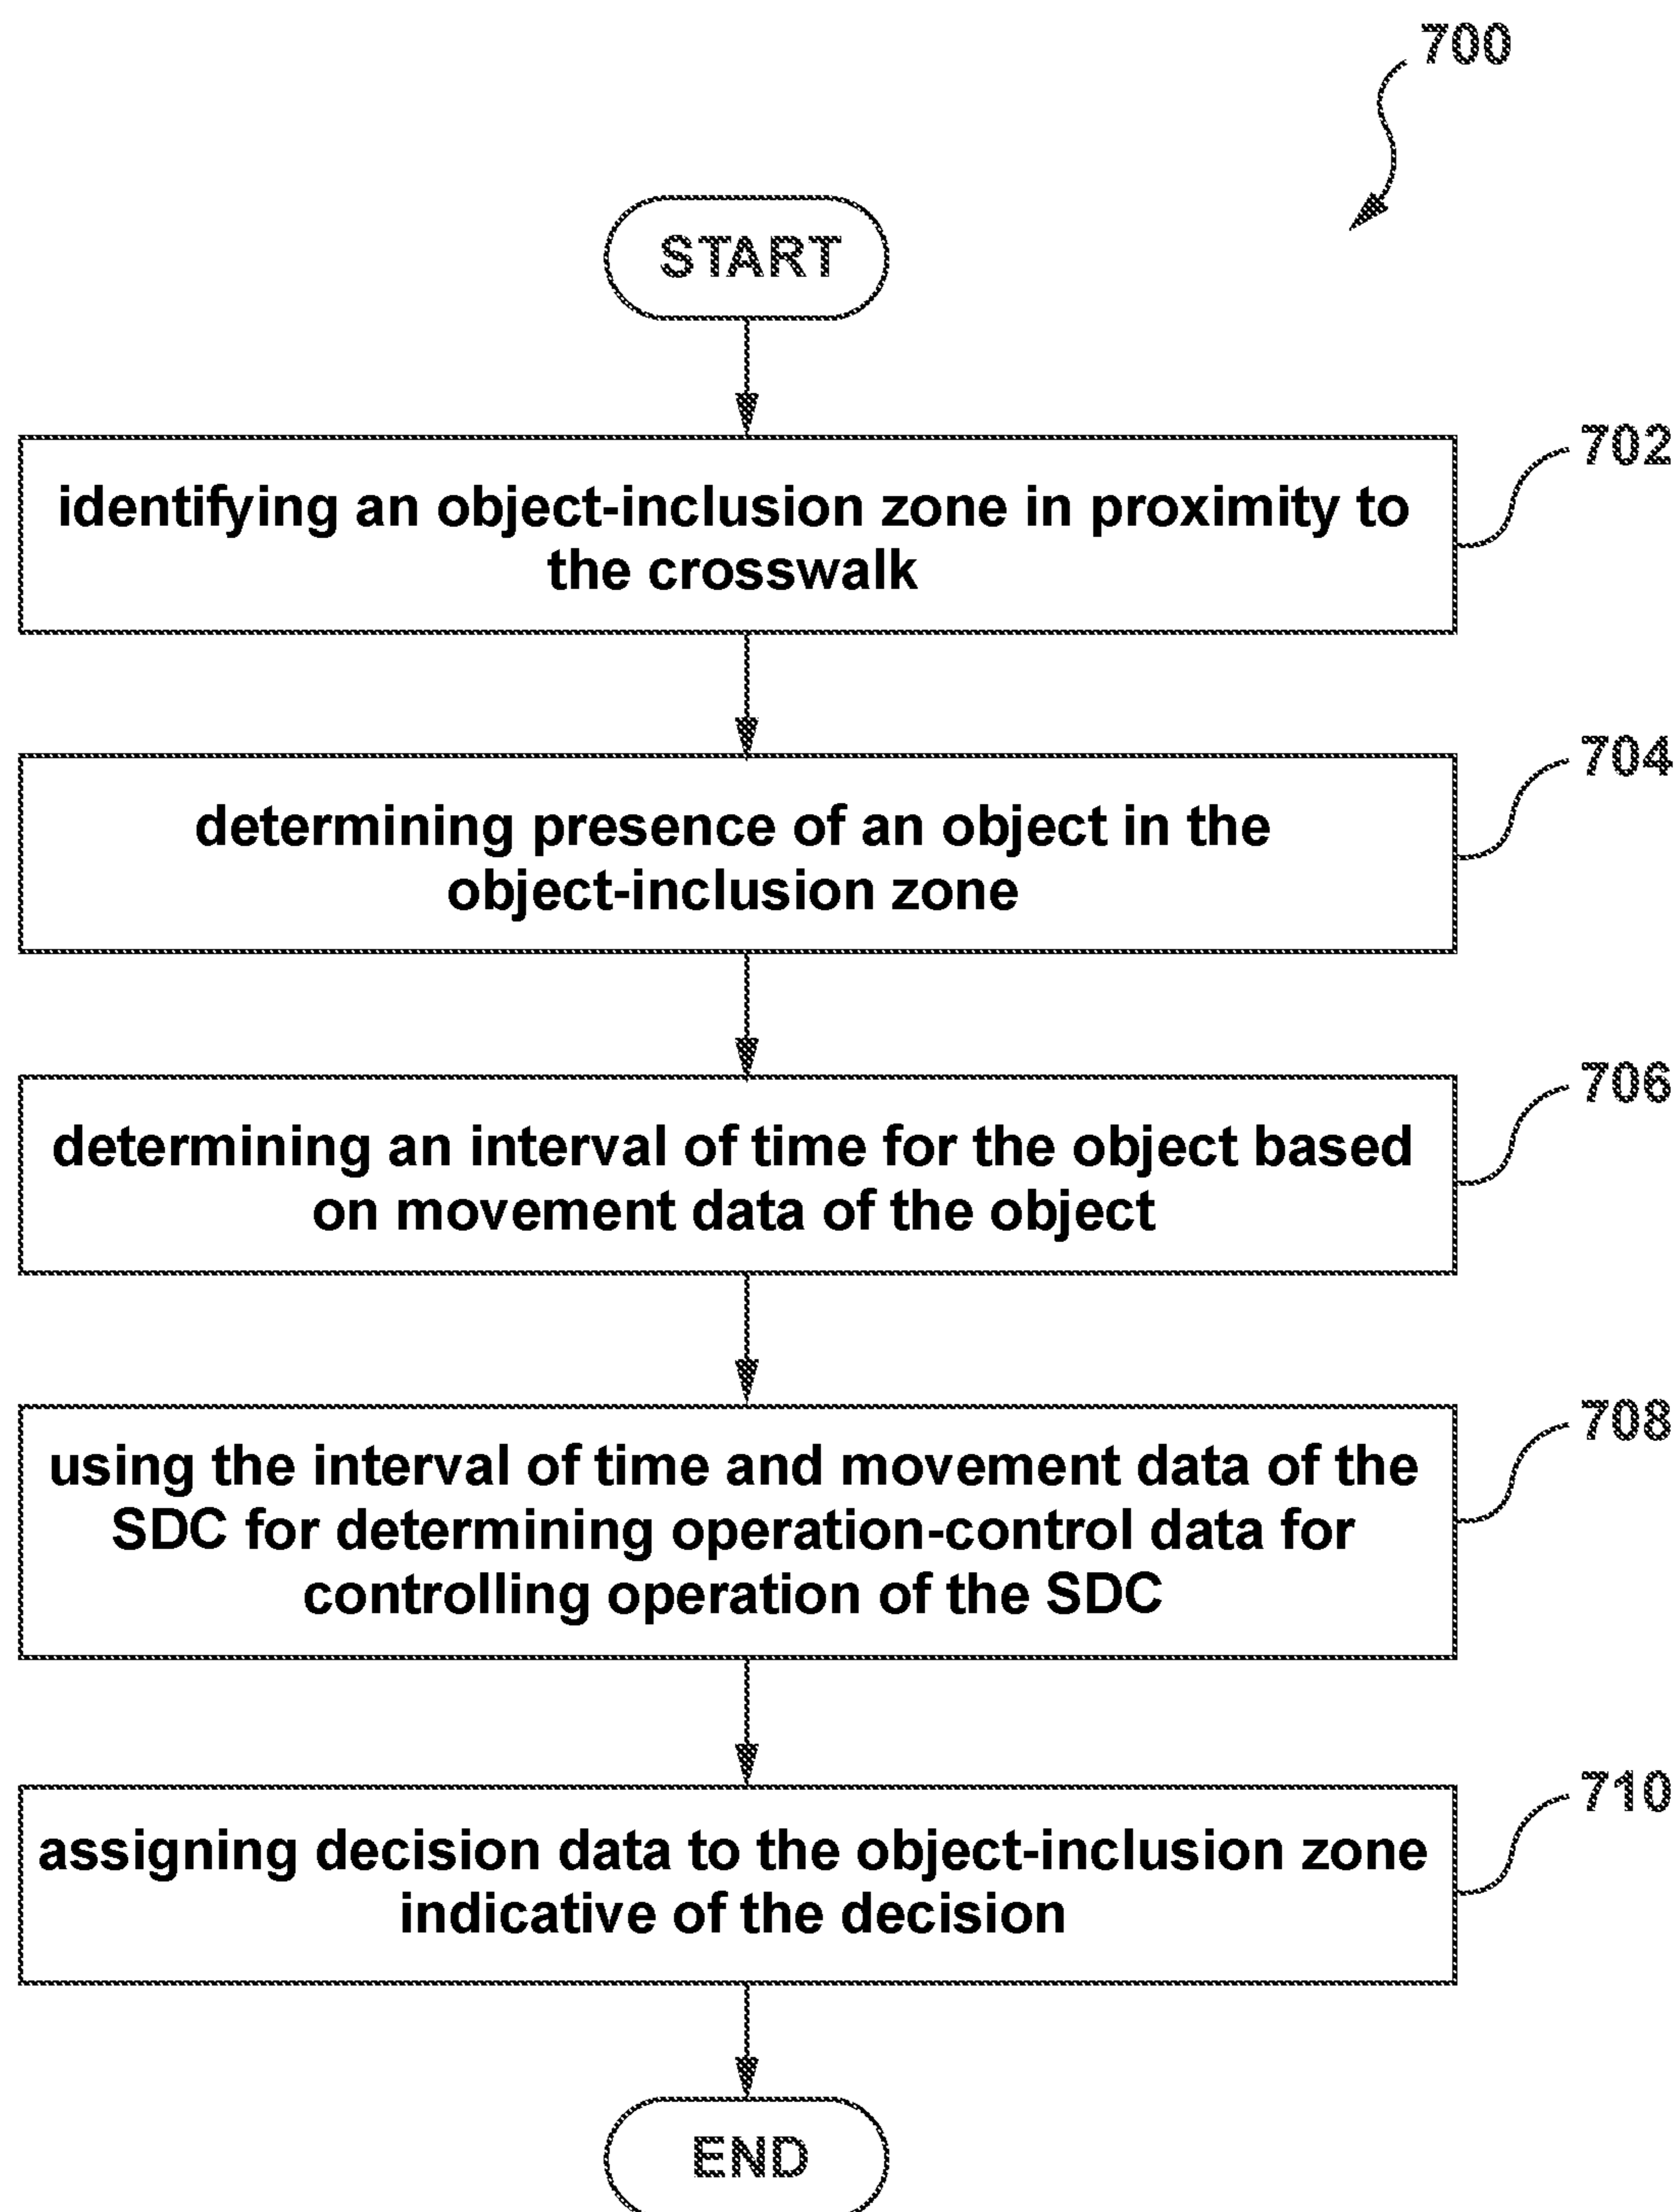 700
START
702
identifying an object-inclusion zone in proximity to
the crosswalk
704
determining presence of an object in the
object-inclusion zone
706
determining an interval of time for the object based
on movement data of the object
708
using the interval of time and movement data of the
SDC for determining operation-control data for
controlling operation of the SDC
710
assigning decision data to the object-inclusion zone
indicative of the decision
END